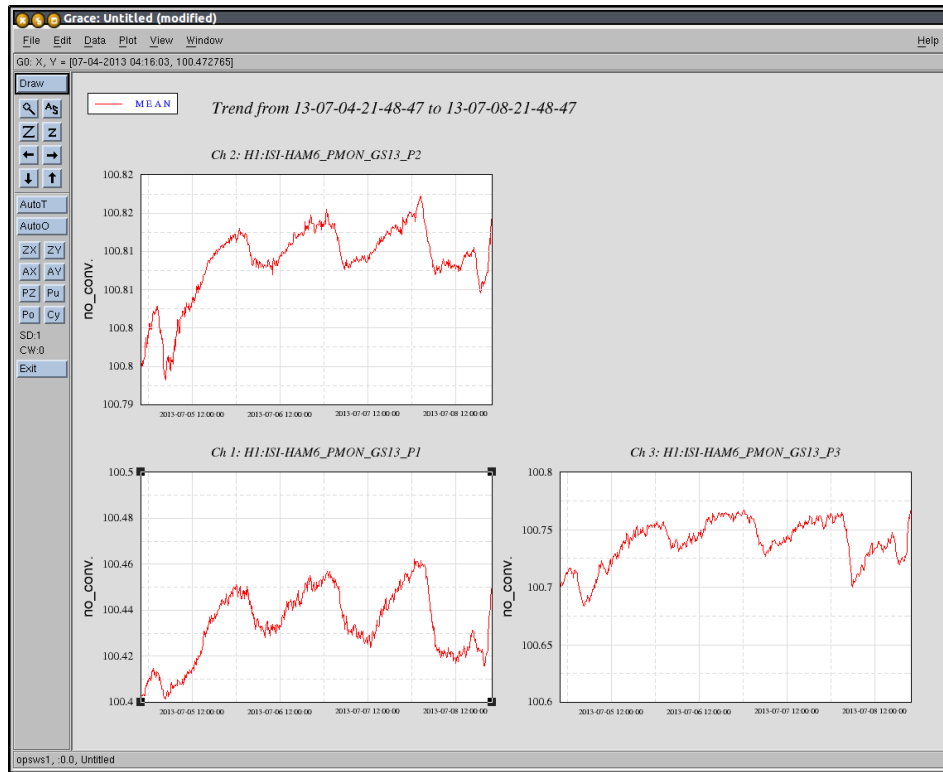 Grace: Untitled (modified)
File Edit Data Plot View Window Help
G0: X, Y = [07-04-2013 04:16:03, 100.472765]
Draw
A S
Z z
AutoT
AutoO
ZX ZY
AX AY
PZ Pu
Po Cy
SD:1
CW:0
Exit
MEAN
Trend from 13-07-04-21-48-47 to 13-07-08-21-48-47
Ch 2: H1:ISI-HAM6_PMON_GS13_P2
no_conv.
100.82
100.82
100.81
100.81
100.8
100.8
100.79
2013-07-05 12:00:00 2013-07-06 12:00:00 2013-07-07 12:00:00 2013-07-08 12:00:00
Ch 1: H1:ISI-HAM6_PMON_GS13_P1
no_conv.
100.5
100.48
100.46
100.44
100.42
100.4
2013-07-05 12:00:00 2013-07-06 12:00:00 2013-07-07 12:00:00 2013-07-08 12:00:00
Ch 3: H1:ISI-HAM6_PMON_GS13_P3
no_conv.
100.8
100.75
100.7
100.65
100.6
2013-07-05 12:00:00 2013-07-06 12:00:00 2013-07-07 12:00:00 2013-07-08 12:00:00
opsws1, :0.0, Untitled